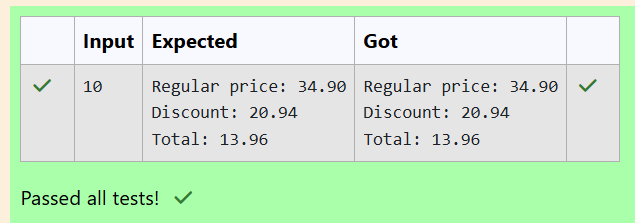 Input Expected Got
10 Regular price: 34.90 Regular price: 34.90
Discount: 20.94 Discount: 20.94
Total: 13.96 Total: 13.96
Passed all tests!